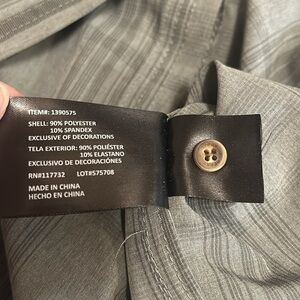 ITEM#: 1390575
SHELL: 90% POLYESTER
10% SPANDEX
EXCLUSIVE OF DECORATIONS
TELA EXTERIOR: 90% POLIÉSTER
10% ELASTANO
EXCLUSIVO DE DECORACIÓNES
RN#117732 LOT#575708
MADE IN CHINA
HECHO EN CHINA